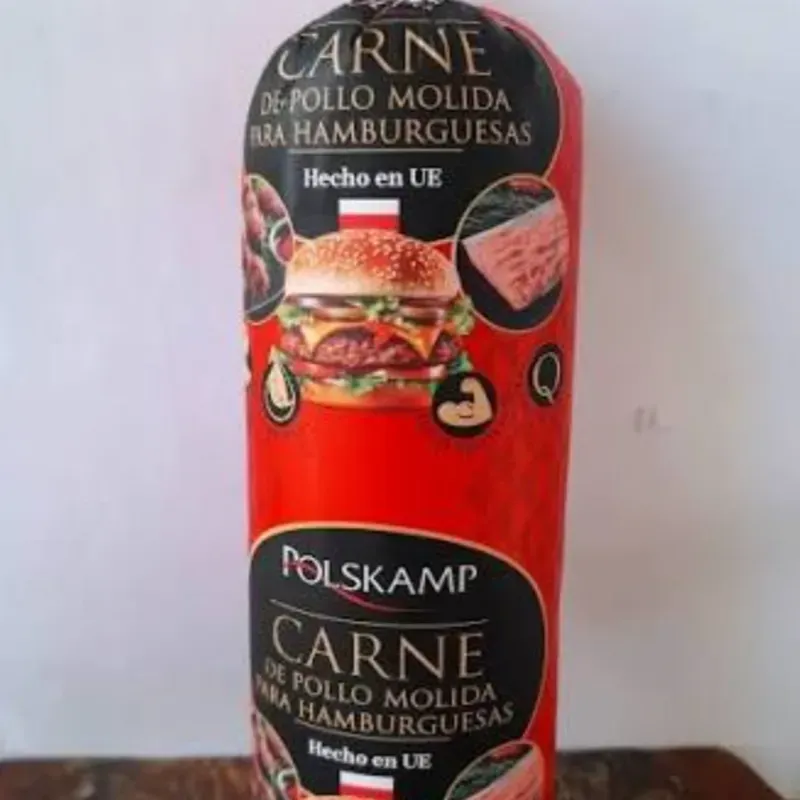 CARNE
DE POLLO MOLIDA
PARA HAMBURGUESAS
Hecho en UE
Q
POLSKAMP
CARNE
DE POLLO MOLIDA
PARA HAMBURGUESAS
Hecho en UE